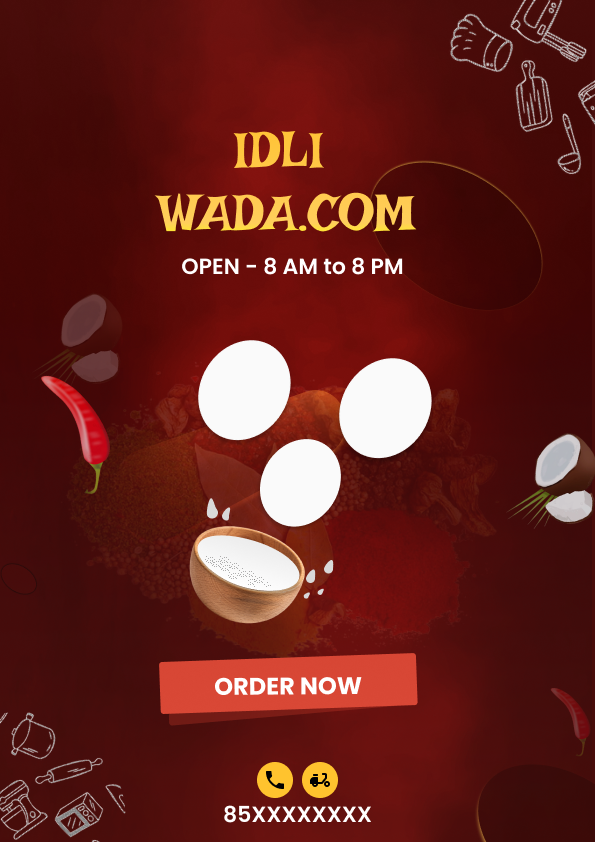 IDLI
WADA.COM
OPEN - 8 AM to 8 PM
ORDER NOW
85XXXXXXXX